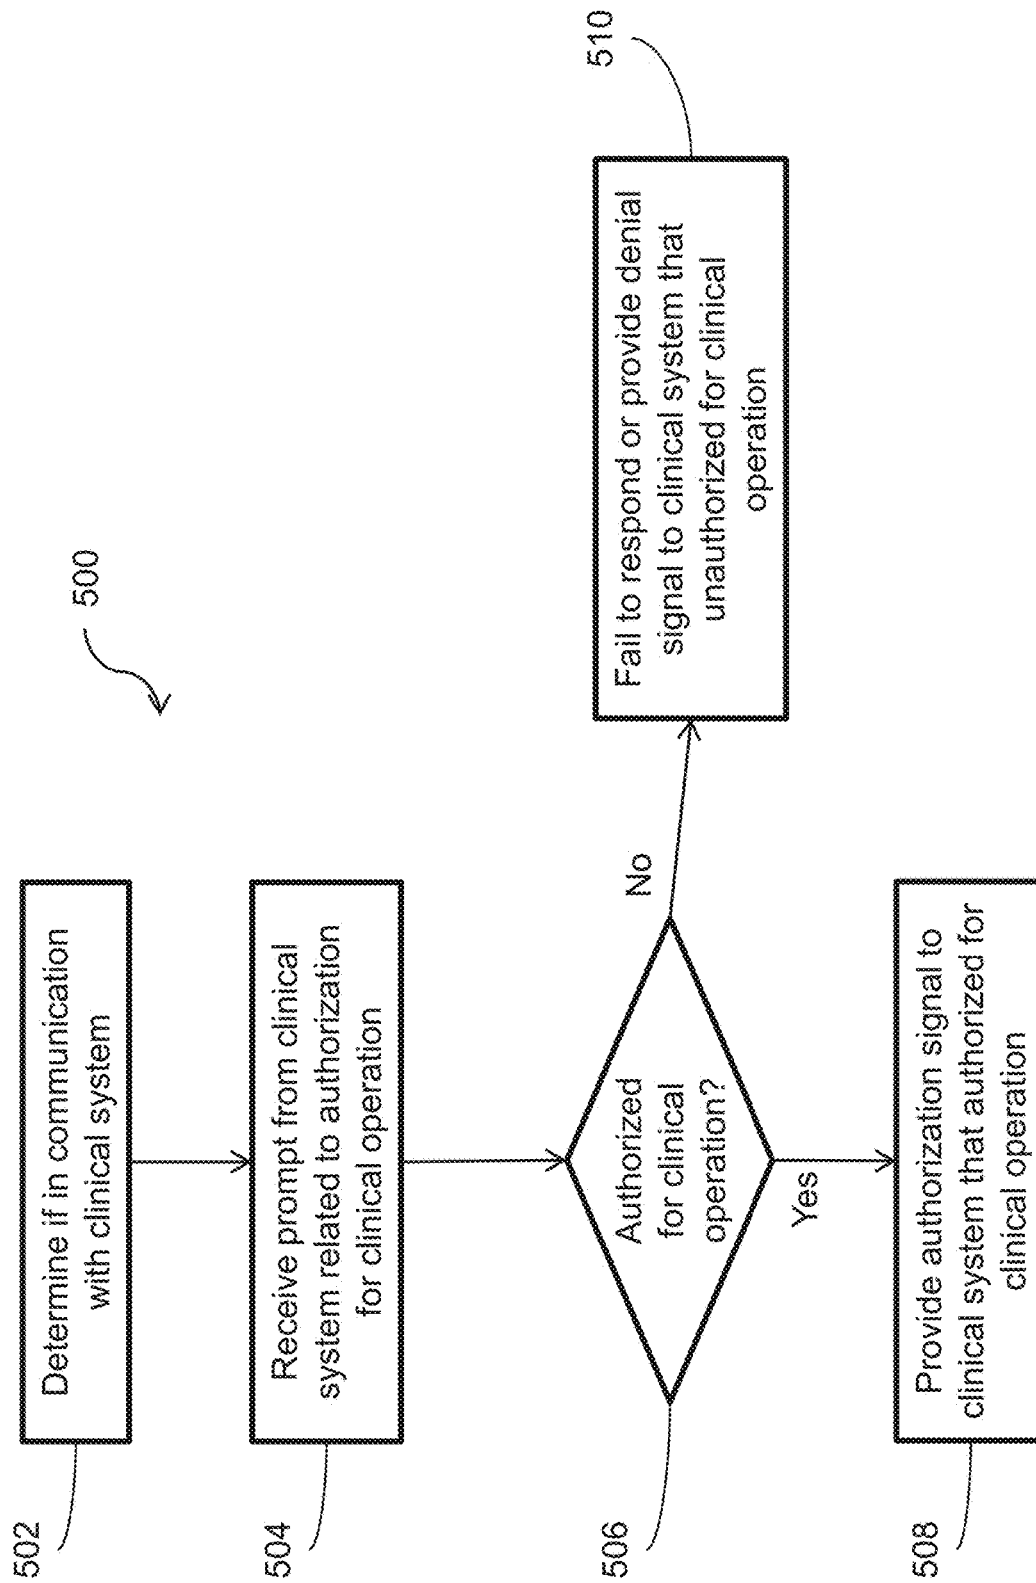 500
502
Determine if in communication
with clinical system
504
Receive prompt from clinical
system related to authorization
for clinical operation
506
Authorized
for clinical
operation?
No
510
Fail to respond or provide denial
signal to clinical system that
unauthorized for clinical
operation
Yes
508
Provide authorization signal to
clinical system that authorized for
clinical operation